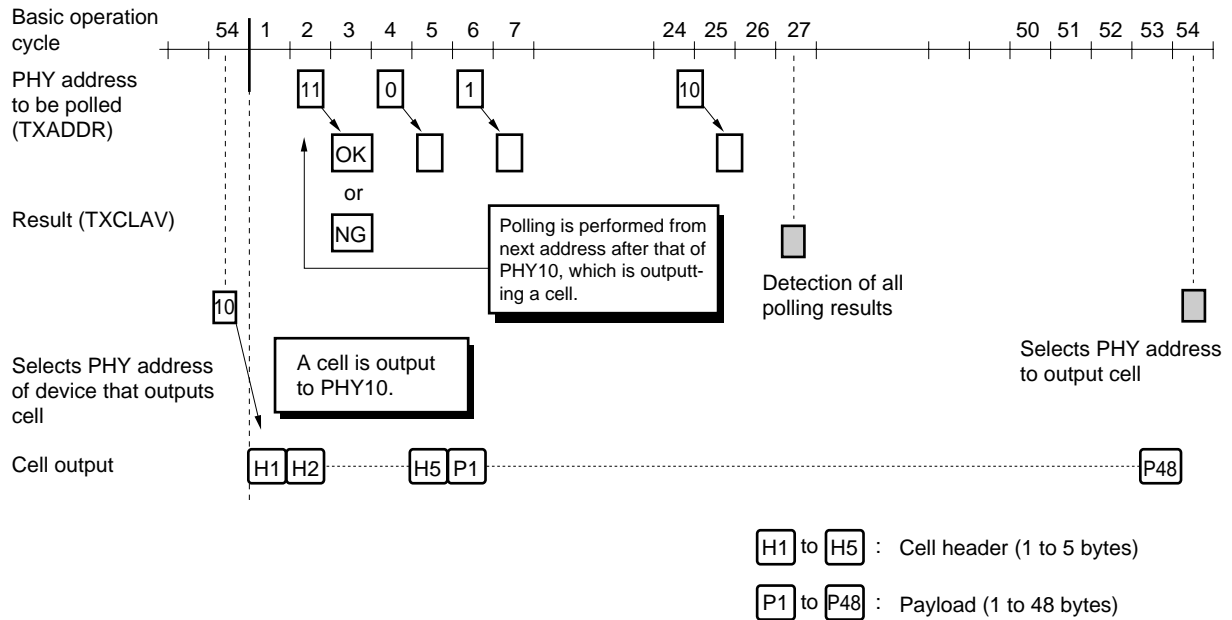 Basic operation
cycle
54 1 2 3 4 5 6 7 24 25 26 27 50 51 52 53 54
PHY address
to be polled
(TXADDR)
11 0 1 10
OK
or
NG
Result (TXCLAV)
Polling is performed from
next address after that of
PHY10, which is outputt-
ing a cell.
Detection of all
polling results
10
Selects PHY address
of device that outputs
cell
A cell is output
to PHY10.
Selects PHY address
to output cell
Cell output
H1 H2 H5 P1 P48
H1 to H5 : Cell header (1 to 5 bytes)
P1 to P48 : Payload (1 to 48 bytes)